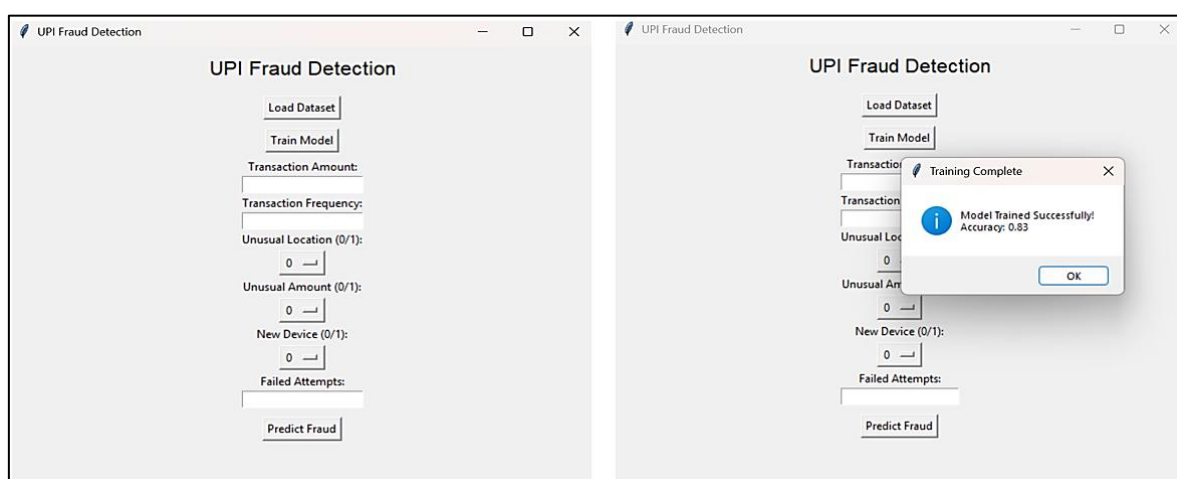 UPI Fraud Detection
UPI Fraud Detection
Load Dataset
Train Model
Transaction Amount:
Transaction Frequency:
Unusual Location (0/1):
0
Unusual Amount (0/1):
0
New Device (0/1):
0
Failed Attempts:
Predict Fraud
UPI Fraud Detection
UPI Fraud Detection
Load Dataset
Train Model
Transaction
Transaction
Unusual Loc
0
Unusual Am
0
New Device (0/1):
0
Failed Attempts:
Predict Fraud
Training Complete
Model Trained Successfully!
Accuracy: 0.83
OK